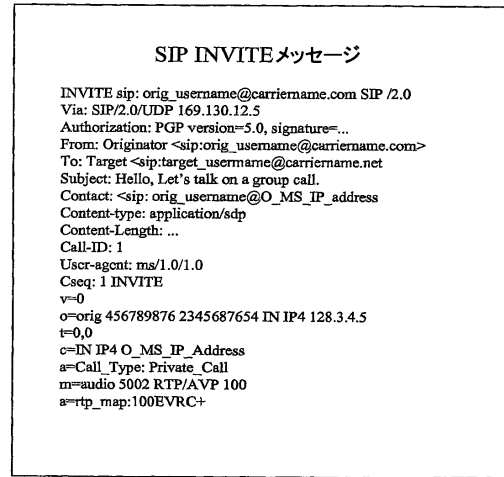 SIP INVITEメッセージ
INVITE sip: orig_username@carriername.com SIP /2.0
Via: SIP/2.0/UDP 169.130.12.5
Authorization: PGP version=5.0, signature=...
From: Originator <sip:orig_username@carriername.com>
To: Target <sip:target_usermame@carriername.net
Subject: Hello, Let's talk on a group call.
Contact: <sip: orig_username@O_MS_IP_address
Content-type: application/sdp
Content-Length: ...
Call-ID: 1
User-agent: ms/1.0/1.0
Cseq: 1 INVITE
v=0
o=orig 456789876 2345687654 IN IP4 128.3.4.5
t=0,0
c=IN IP4 O_MS_IP_Address
a=Call_Type: Private_Call
m=audio 5002 RTP/AVP 100
a=rtp_map:100EVRC+